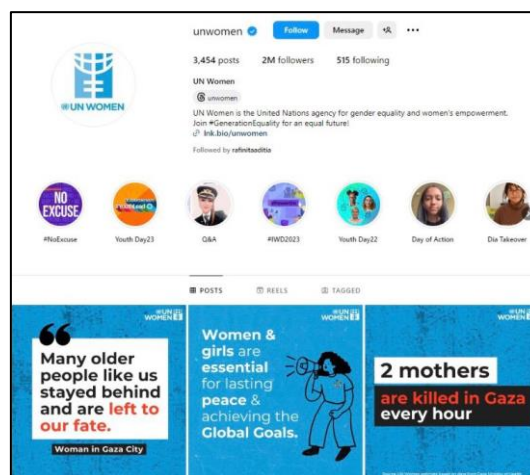 unwomen
Follow
Message
3,454 posts
2M followers
515 following
UN WOMEN
UN Women
unwomen
UN Women is the United Nations agency for gender equality and women's empowerment.
Join #GenerationEquality for an equal future!
lnk.bio/unwomen
Followed by rafinitaaditia
NO
EXCUSE
#NoExcuse
Youth Day23
Q&A
#IWD2023
Youth Day22
Day of Action
Dia Takeover
POSTS
REELS
TAGGED
UN
WOMEN
Many older
people like us
stayed behind
and are left to
our fate.
Woman in Gaza City
UN
WOMEN
Women &
girls are
essential
for lasting
peace &
achieving the
Global Goals.
UN
WOMEN
2 mothers
are killed in Gaza
every hour